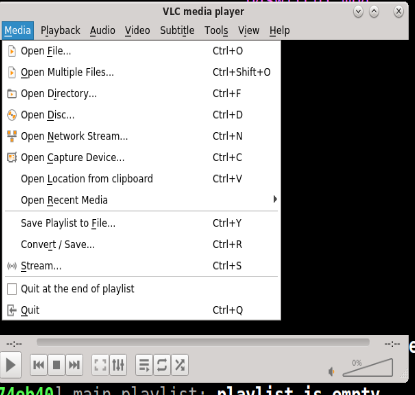 VLC media player
Media Playback Audio Video Subtitle Tools View Help
Open File... Ctrl+O
Open Multiple Files... Ctrl+Shift+O
Open Directory... Ctrl+F
Open Disc... Ctrl+D
Open Network Stream... Ctrl+N
Open Capture Device... Ctrl+C
Open Location from clipboard Ctrl+V
Open Recent Media
Save Playlist to File... Ctrl+Y
Convert / Save... Ctrl+R
Stream... Ctrl+S
Quit at the end of playlist
Quit Ctrl+Q
--:-- --:--
0%
74eb40] main playlist: playlist is empty